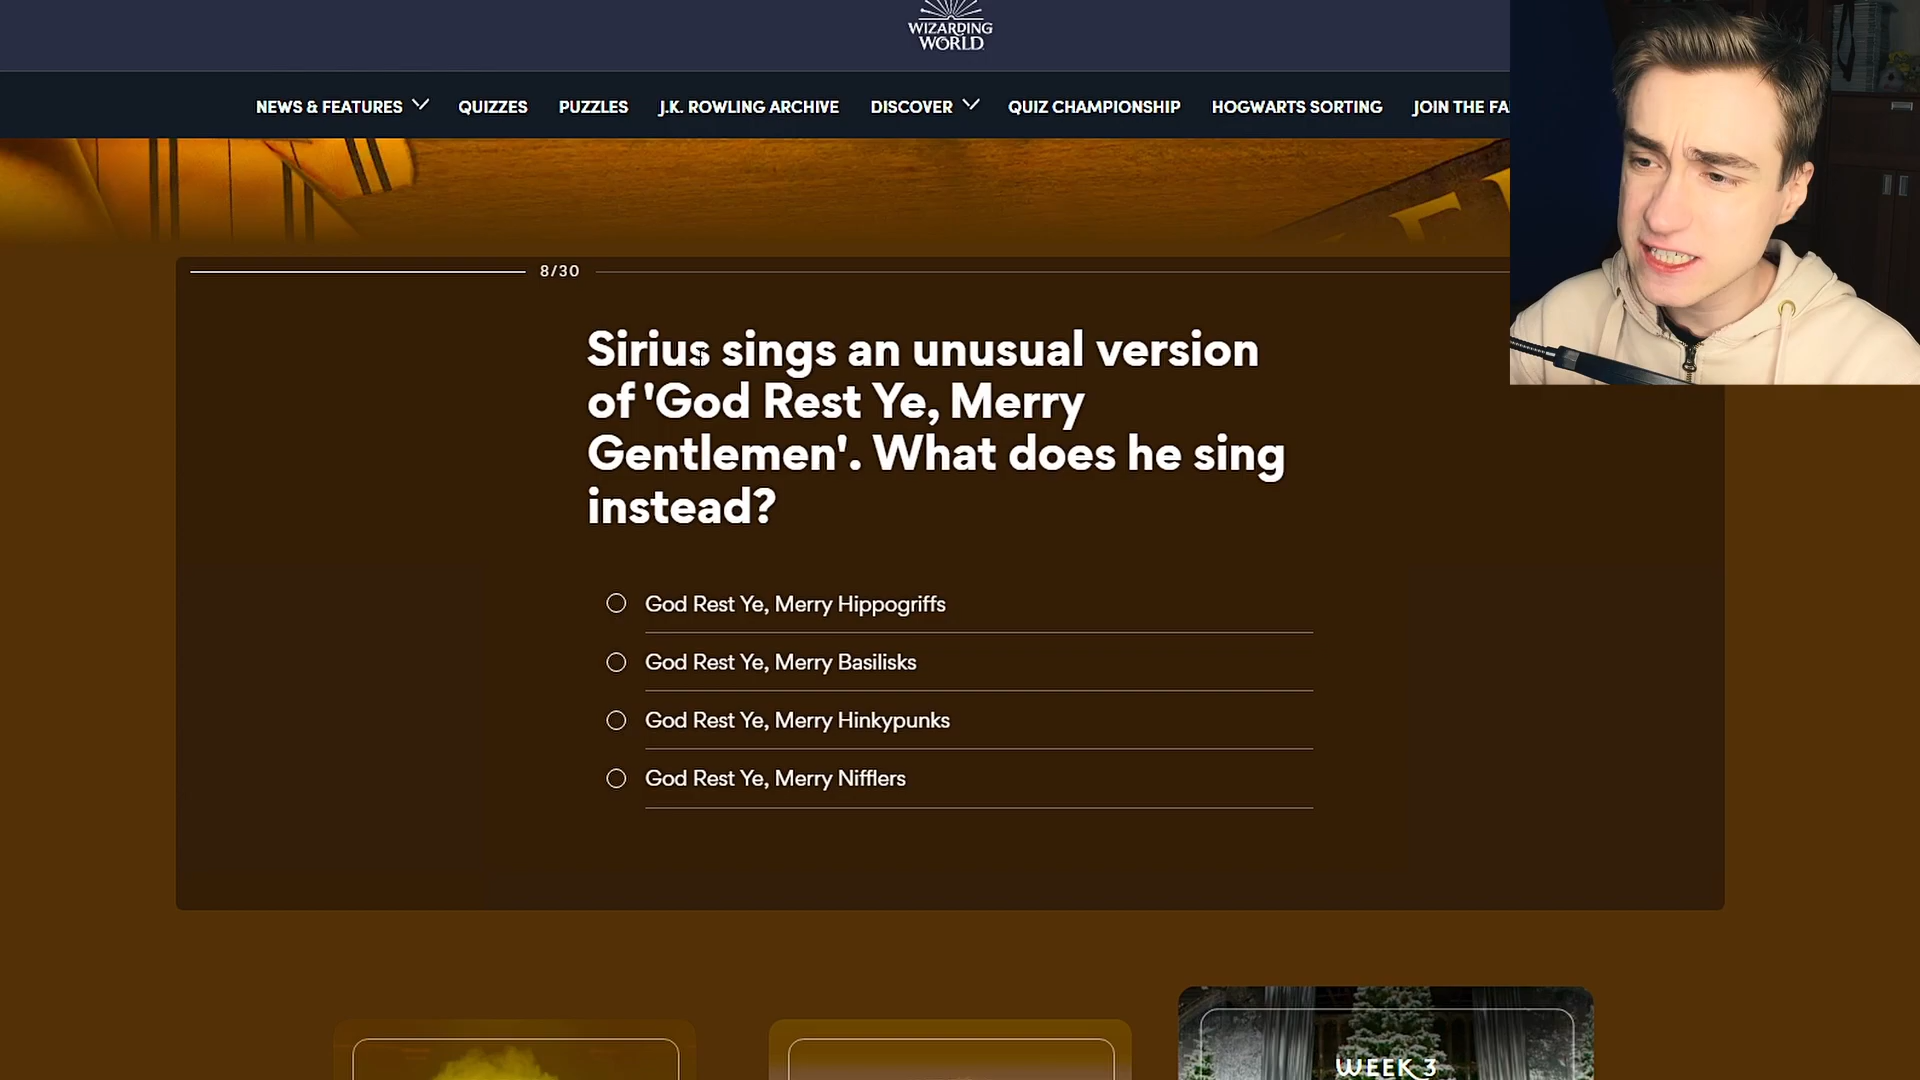 WIZARDING
WORLD
NEWS & FEATURES QUIZZES PUZZLES J.K. ROWLING ARCHIVE DISCOVER QUIZ CHAMPIONSHIP HOGWARTS SORTING JOIN THE
8/30
Sirius sings an unusual version
of 'God Rest Ye, Merry
Gentlemen'. What does he sing
instead?
God Rest Ye, Merry Hippogriffs
God Rest Ye, Merry Basilisks
God Rest Ye, Merry Hinkypunks
God Rest Ye, Merry Nifflers
WEEK 3